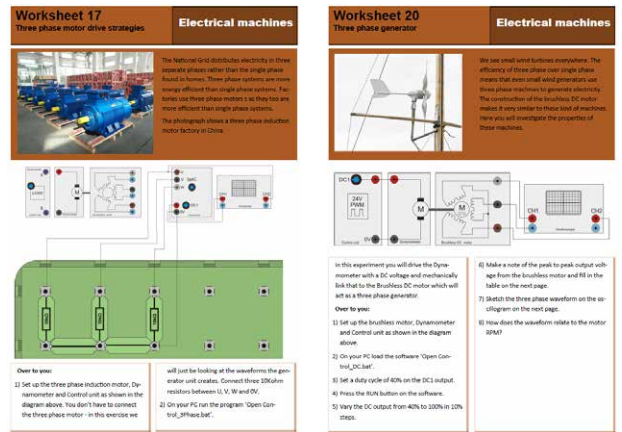 Worksheet 17
Three phase motor drive strategies
Electrical machines
The National Grid distributes electricity in three
separate phases rather than the single phase
found in homes. Three phase systems are more
energy efficient than single phase systems. Fac-
tories use three phase motors s as they too are
more efficient than single phase systems.
The photograph shows a three phase induction
motor factory in China.
M
U
V
W
DC1
0V
CH1
CH2
Over to you:
1) Set up the three phase induction motor, Dy-
namometer and Control unit as shown in the
diagram above. You don't have to connect
the three phase motor - in this exercise we
will just be looking at the waveforms the gen-
erator unit creates. Connect three 10Kohm
resistors between U, V, W and 0V.
2) On your PC run the program 'Open Con-
trol_3Phase.bat'.
Worksheet 20
Three phase generator
Electrical machines
We see small wind turbines everywhere. The
efficiency of three phase over single phase
means that even small wind generators use
three phase machines to generate electricity.
The construction of the brushless DC motor
makes it very similar to these kind of machines.
Here you will investigate the properties of
these machines.
DC1
24V
PWM
0V
Control unit
Dynamometer
M
M
Brushless DC motor
CH1
CH2
Oscilloscope
In this experiment you will drive the Dyna-
mometer with a DC voltage and mechanically
link that to the Brushless DC motor which will
act as a three phase generator.
Over to you:
1) Set up the brushless motor, Dynamometer
and Control unit as shown in the diagram
above.
2) On your PC load the software 'Open Con-
trol_DC.bat'.
3) Set a duty cycle of 40% on the DC1 output.
4) Press the RUN button on the software.
5) Vary the DC output from 40% to 100% in 10%
steps.
6) Make a note of the peak to peak output volt-
age from the brushless motor and fill in the
table on the next page.
7) Sketch the three phase waveform on the os-
cillogram on the next page.
8) How does the waveform relate to the motor
RPM?